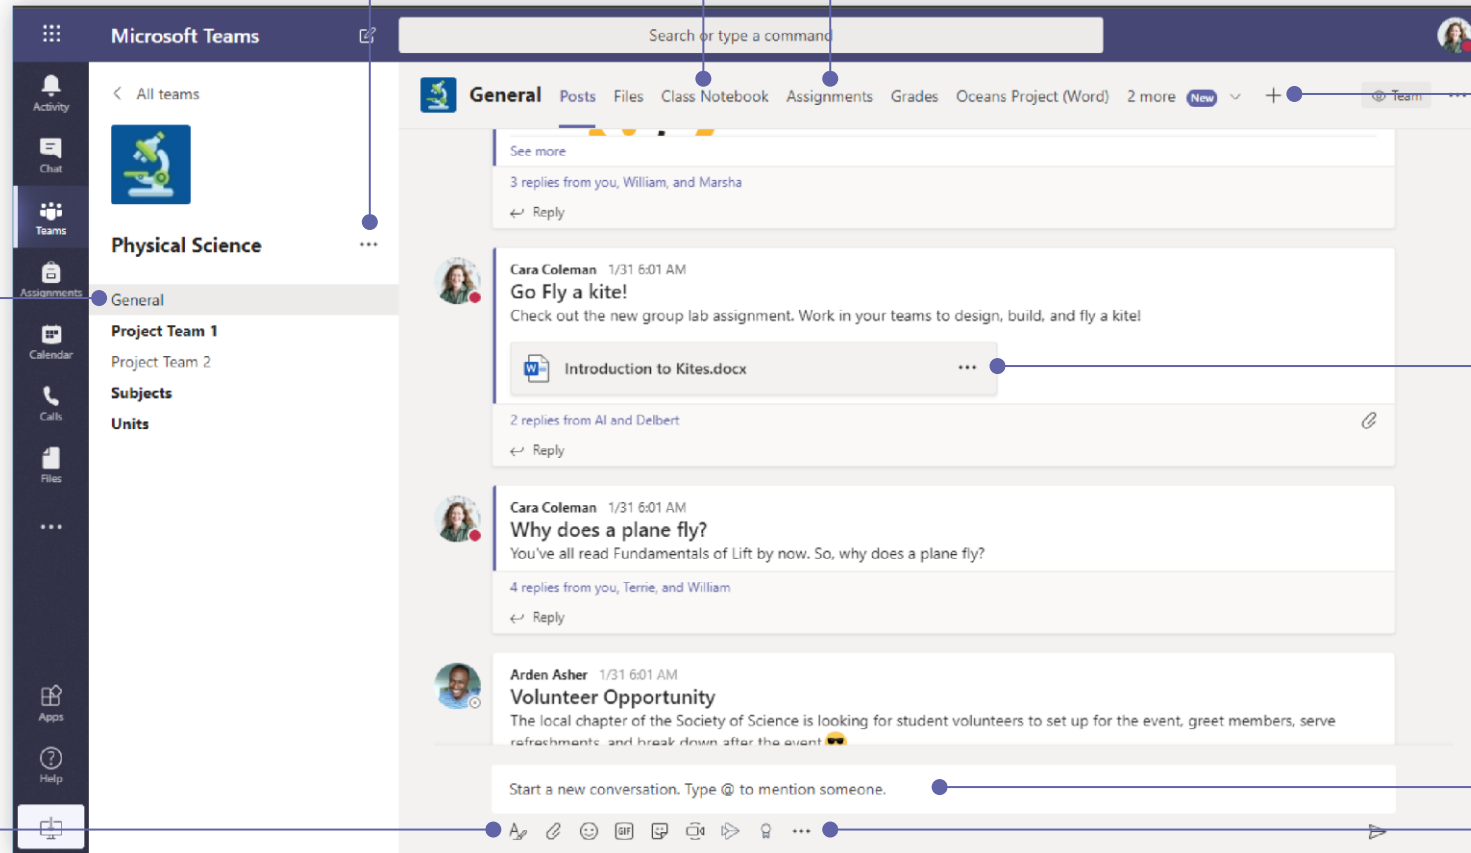 Microsoft Teams
Search or type a command
Activity
Chat
Teams
Assignments
Calendar
Calls
Files
Apps
Help
All teams
Physical Science
General
Project Team 1
Project Team 2
Subjects
Units
General Posts Files Class Notebook Assignments Grades Oceans Project (Word) 2 more New
Team
See more
3 replies from you, William, and Marsha
Reply
Cara Coleman 1/31 6:01 AM
Go Fly a kite!
Check out the new group lab assignment. Work in your teams to design, build, and fly a kite!
Introduction to Kites.docx
2 replies from Al and Delbert
Reply
Cara Coleman 1/31 6:01 AM
Why does a plane fly?
You've all read Fundamentals of Lift by now. So, why does a plane fly?
4 replies from you, Terrie, and William
Reply
Arden Asher 1/31 6:01 AM
Volunteer Opportunity
The local chapter of the Society of Science is looking for student volunteers to set up for the event, greet members, serve
refreshments, and break down after the event
Start a new conversation. Type @ to mention someone.
GIF